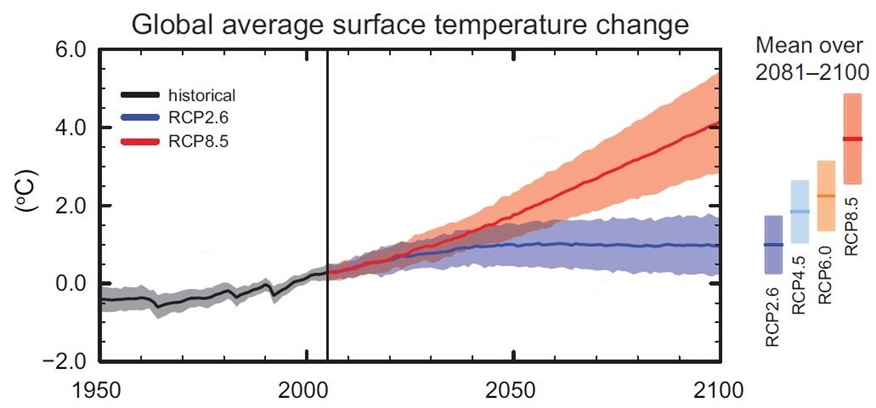 Global average surface temperature change
6.0
4.0
2.0
0.0
−2.0
(°C)
historical
RCP2.6
RCP8.5
1950
2000
2050
2100
Mean over
2081–2100
RCP2.6
RCP4.5
RCP6.0
RCP8.5